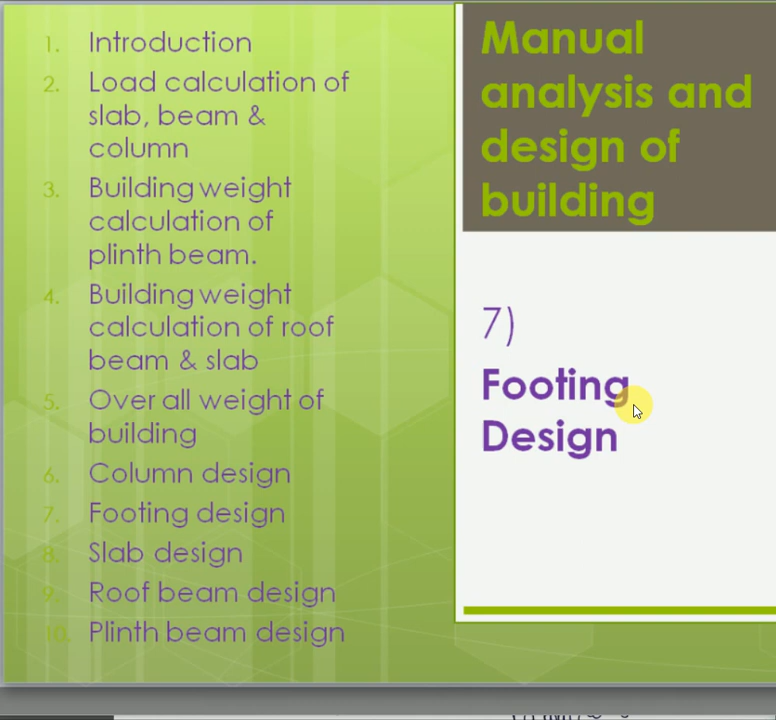 1. Introduction
2. Load calculation of
slab, beam &
column
3. Building weight
calculation of
plinth beam.
4. Building weight
calculation of roof
beam & slab
5. Over all weight of
building
6. Column design
7. Footing design
8. Slab design
9. Roof beam design
10. Plinth beam design
Manual
analysis and
design of
building
7)
Footing
Design